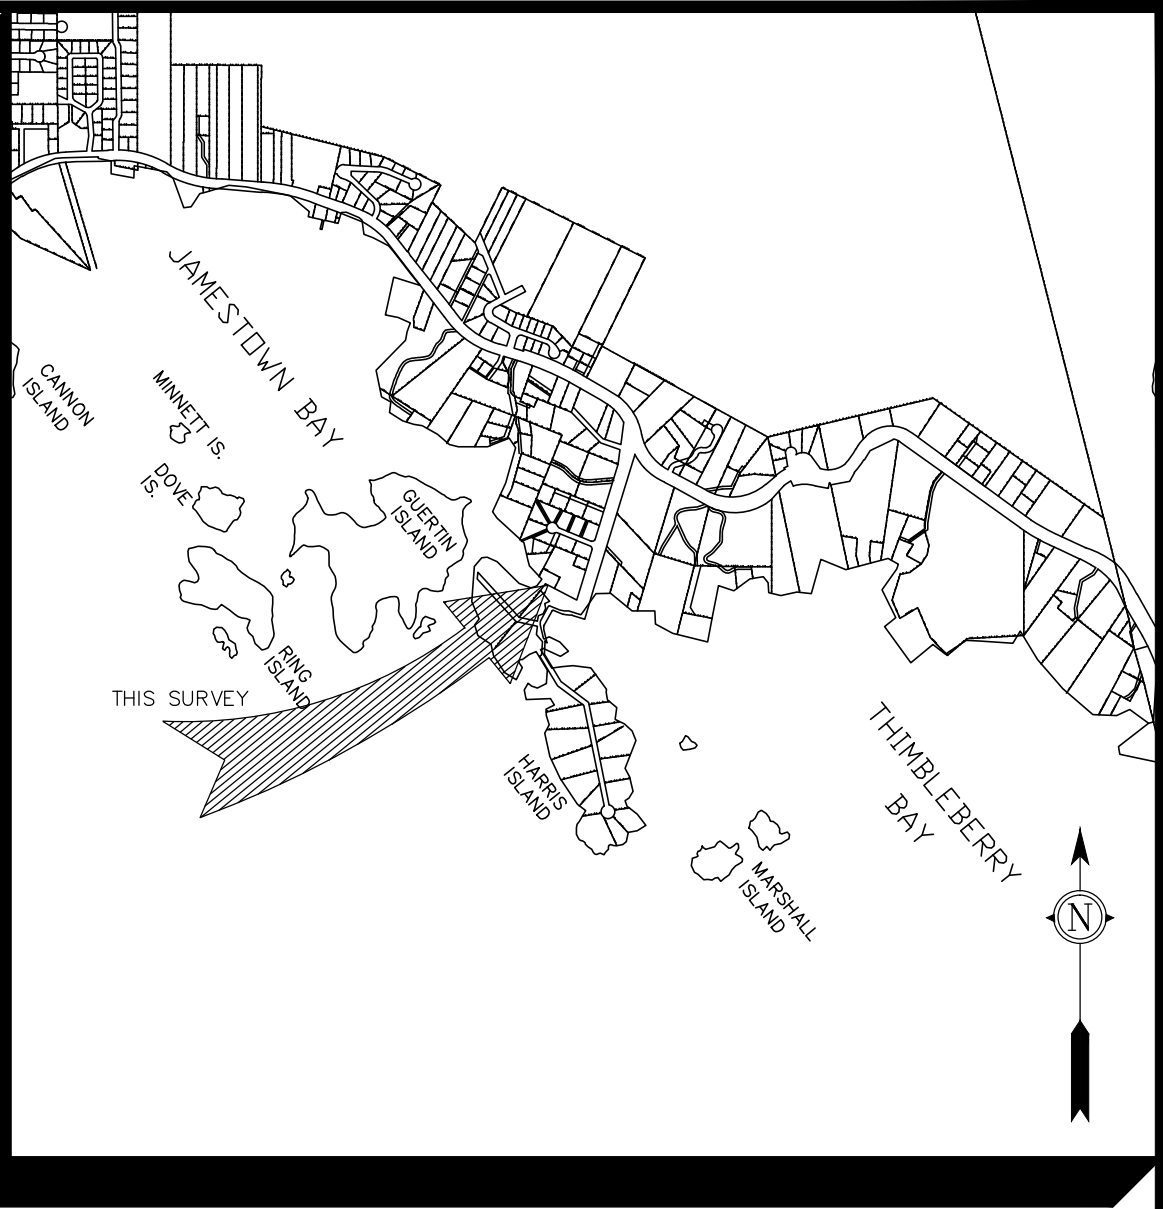 JAMESTOWN BAY
CANNON
ISLAND
MINNETT IS.
DOVE
IS.
GUERTIN
ISLAND
RING
ISLAND
THIS SURVEY
HARRIS
ISLAND
THIMBLEBERRY
BAY
MARSHALL
ISLAND
N